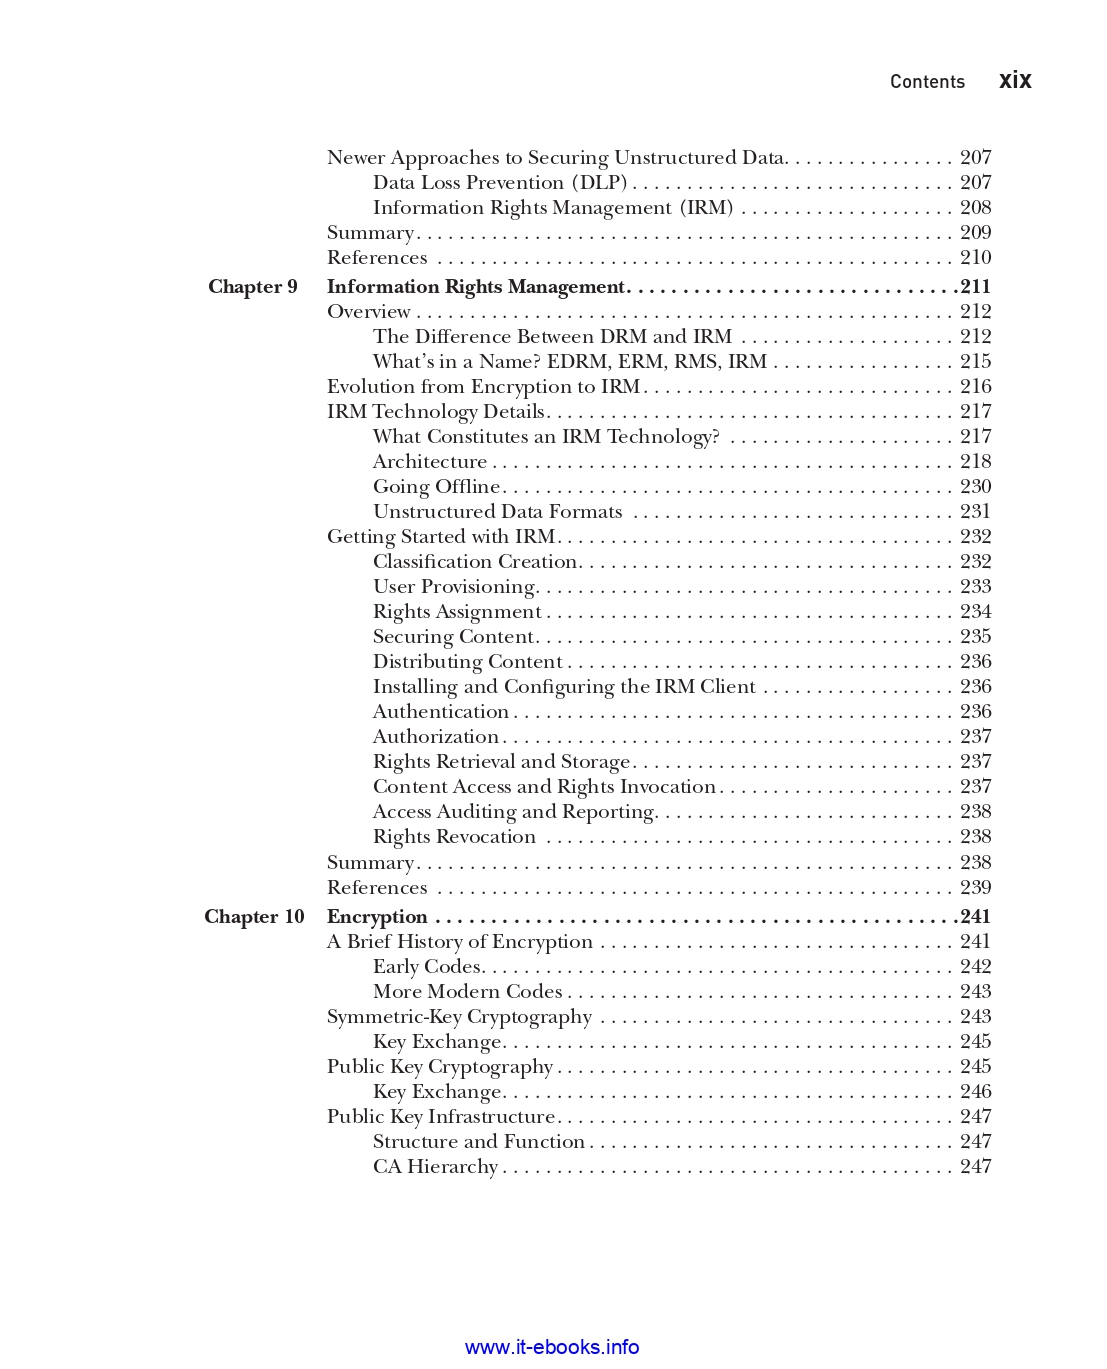 Contents xix
Newer Approaches to Securing Unstructured Data. . . . . . . . . . . . . . . . 207
Data Loss Prevention (DLP) . . . . . . . . . . . . . . . . . . . . . . . . . . . . . . 207
Information Rights Management (IRM) . . . . . . . . . . . . . . . . . . . . 208
Summary. . . . . . . . . . . . . . . . . . . . . . . . . . . . . . . . . . . . . . . . . . . . . . . . . . 209
References . . . . . . . . . . . . . . . . . . . . . . . . . . . . . . . . . . . . . . . . . . . . . . . . 210
Chapter 9 Information Rights Management. . . . . . . . . . . . . . . . . . . . . . . . . . . . . .211
Overview . . . . . . . . . . . . . . . . . . . . . . . . . . . . . . . . . . . . . . . . . . . . . . . . . . 212
The Difference Between DRM and IRM . . . . . . . . . . . . . . . . . . . . 212
What’s in a Name? EDRM, ERM, RMS, IRM . . . . . . . . . . . . . . . . . 215
Evolution from Encryption to IRM. . . . . . . . . . . . . . . . . . . . . . . . . . . . . 216
IRM Technology Details. . . . . . . . . . . . . . . . . . . . . . . . . . . . . . . . . . . . . . 217
What Constitutes an IRM Technology? . . . . . . . . . . . . . . . . . . . . . 217
Architecture . . . . . . . . . . . . . . . . . . . . . . . . . . . . . . . . . . . . . . . . . . . 218
Going Offline. . . . . . . . . . . . . . . . . . . . . . . . . . . . . . . . . . . . . . . . . . 230
Unstructured Data Formats . . . . . . . . . . . . . . . . . . . . . . . . . . . . . . 231
Getting Started with IRM. . . . . . . . . . . . . . . . . . . . . . . . . . . . . . . . . . . . . 232
Classification Creation. . . . . . . . . . . . . . . . . . . . . . . . . . . . . . . . . . . 232
User Provisioning. . . . . . . . . . . . . . . . . . . . . . . . . . . . . . . . . . . . . . . 233
Rights Assignment . . . . . . . . . . . . . . . . . . . . . . . . . . . . . . . . . . . . . . 234
Securing Content. . . . . . . . . . . . . . . . . . . . . . . . . . . . . . . . . . . . . . . 235
Distributing Content . . . . . . . . . . . . . . . . . . . . . . . . . . . . . . . . . . . . 236
Installing and Configuring the IRM Client . . . . . . . . . . . . . . . . . . 236
Authentication . . . . . . . . . . . . . . . . . . . . . . . . . . . . . . . . . . . . . . . . . 236
Authorization . . . . . . . . . . . . . . . . . . . . . . . . . . . . . . . . . . . . . . . . . . 237
Rights Retrieval and Storage. . . . . . . . . . . . . . . . . . . . . . . . . . . . . . 237
Content Access and Rights Invocation . . . . . . . . . . . . . . . . . . . . . . 237
Access Auditing and Reporting. . . . . . . . . . . . . . . . . . . . . . . . . . . . 238
Rights Revocation . . . . . . . . . . . . . . . . . . . . . . . . . . . . . . . . . . . . . . 238
Summary. . . . . . . . . . . . . . . . . . . . . . . . . . . . . . . . . . . . . . . . . . . . . . . . . . 238
References . . . . . . . . . . . . . . . . . . . . . . . . . . . . . . . . . . . . . . . . . . . . . . . . 239
Chapter 10 Encryption . . . . . . . . . . . . . . . . . . . . . . . . . . . . . . . . . . . . . . . . . . . . . . .241
A Brief History of Encryption . . . . . . . . . . . . . . . . . . . . . . . . . . . . . . . . . 241
Early Codes. . . . . . . . . . . . . . . . . . . . . . . . . . . . . . . . . . . . . . . . . . . . 242
More Modern Codes . . . . . . . . . . . . . . . . . . . . . . . . . . . . . . . . . . . . 243
Symmetric-Key Cryptography . . . . . . . . . . . . . . . . . . . . . . . . . . . . . . . . . 243
Key Exchange. . . . . . . . . . . . . . . . . . . . . . . . . . . . . . . . . . . . . . . . . . 245
Public Key Cryptography . . . . . . . . . . . . . . . . . . . . . . . . . . . . . . . . . . . . . 245
Key Exchange. . . . . . . . . . . . . . . . . . . . . . . . . . . . . . . . . . . . . . . . . . 246
Public Key Infrastructure. . . . . . . . . . . . . . . . . . . . . . . . . . . . . . . . . . . . . 247
Structure and Function . . . . . . . . . . . . . . . . . . . . . . . . . . . . . . . . . . 247
CA Hierarchy . . . . . . . . . . . . . . . . . . . . . . . . . . . . . . . . . . . . . . . . . . 247
www.it-ebooks.info